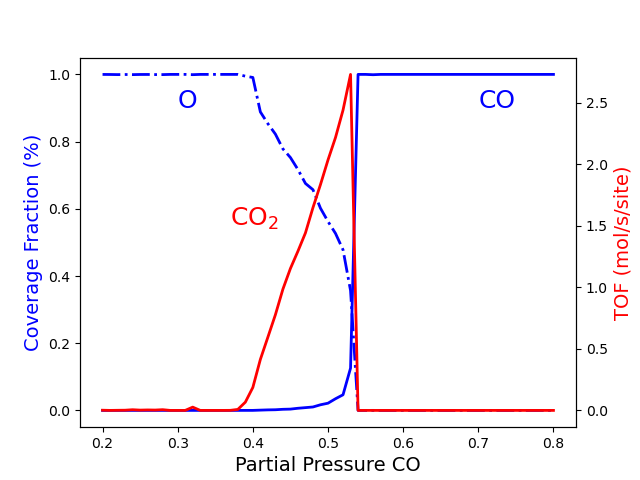 1.0
0.8
0.6
0.4
0.2
0.0
Coverage Fraction (%)
O
CO
CO₂
2.5
2.0
1.5
1.0
0.5
0.0
TOF (mol/s/site)
0.2 0.3 0.4 0.5 0.6 0.7 0.8
Partial Pressure CO